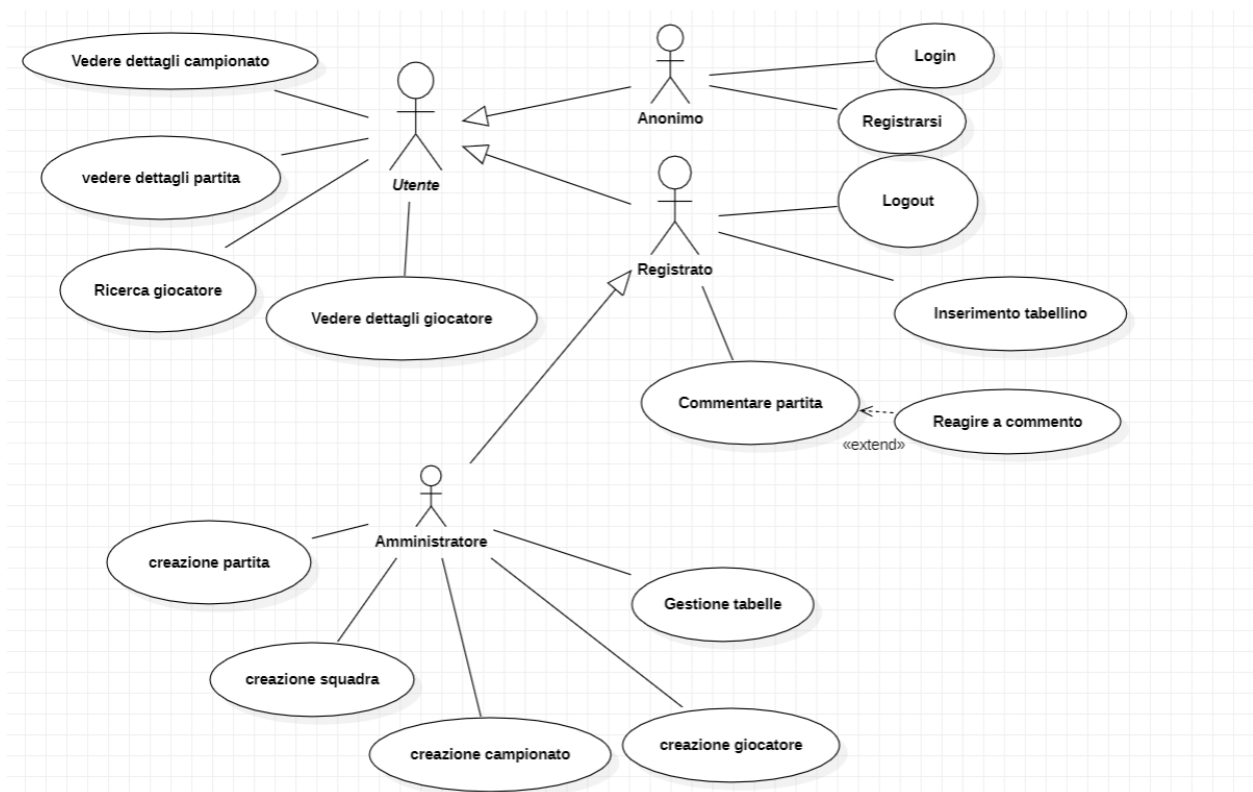 Vedere dettagli campionato
vedere dettagli partita
Ricerca giocatore
Vedere dettagli giocatore
Utente
Anonimo
Login
Registrarsi
Logout
Registrato
Inserimento tabellino
Commentare partita
Reagire a commento
«extend»
Amministratore
creazione partita
creazione squadra
creazione campionato
creazione giocatore
Gestione tabelle